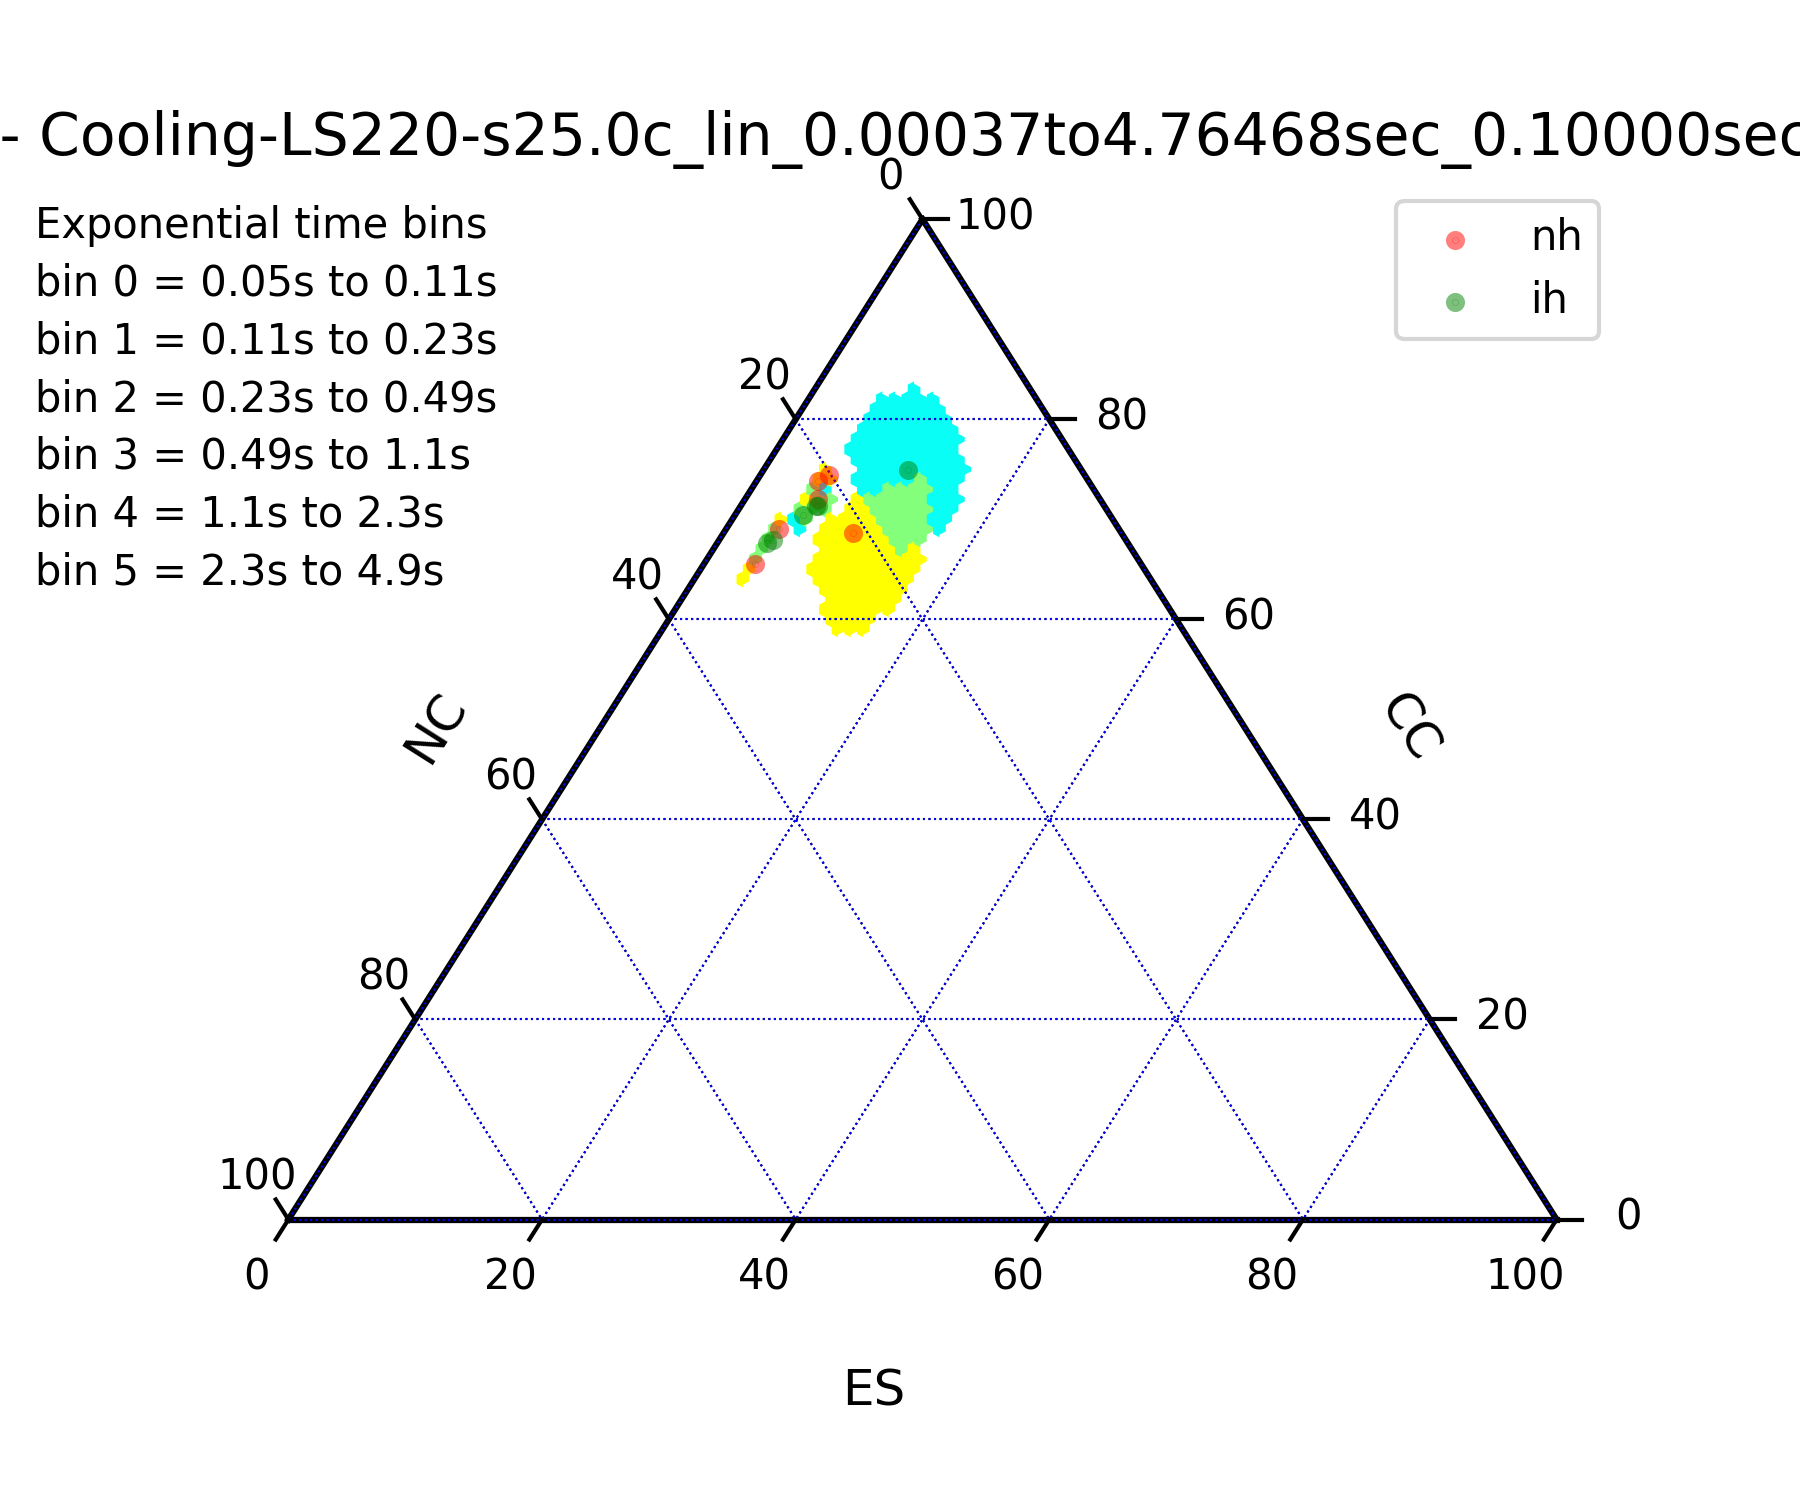 - Cooling-LS220-s25.0c_lin_0.00037to4.76468sec_0.10000sec
Exponential time bins
bin 0 = 0.05s to 0.11s
bin 1 = 0.11s to 0.23s
bin 2 = 0.23s to 0.49s
bin 3 = 0.49s to 1.1s
bin 4 = 1.1s to 2.3s
bin 5 = 2.3s to 4.9s
nh
ih
0
100
20
80
40
60
NC
CC
60
40
80
20
100
0
0
20
40
60
80
100
ES